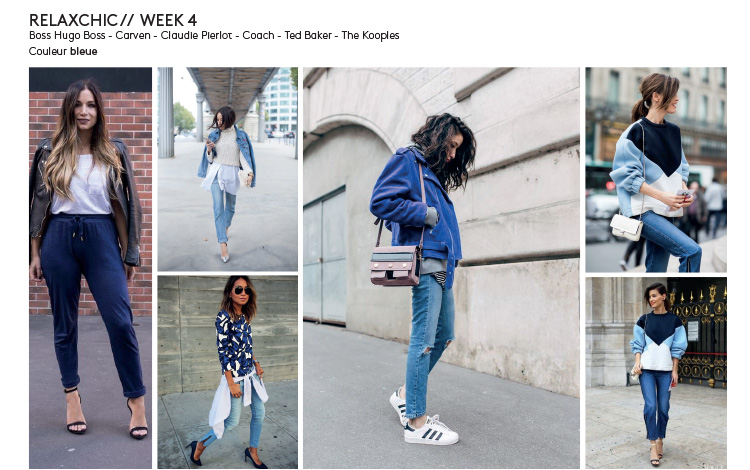 RELAXCHIC // WEEK 4
Boss Hugo Boss - Carven - Claudie Pierlot - Coach - Ted Baker - The Kooples
Couleur bleue